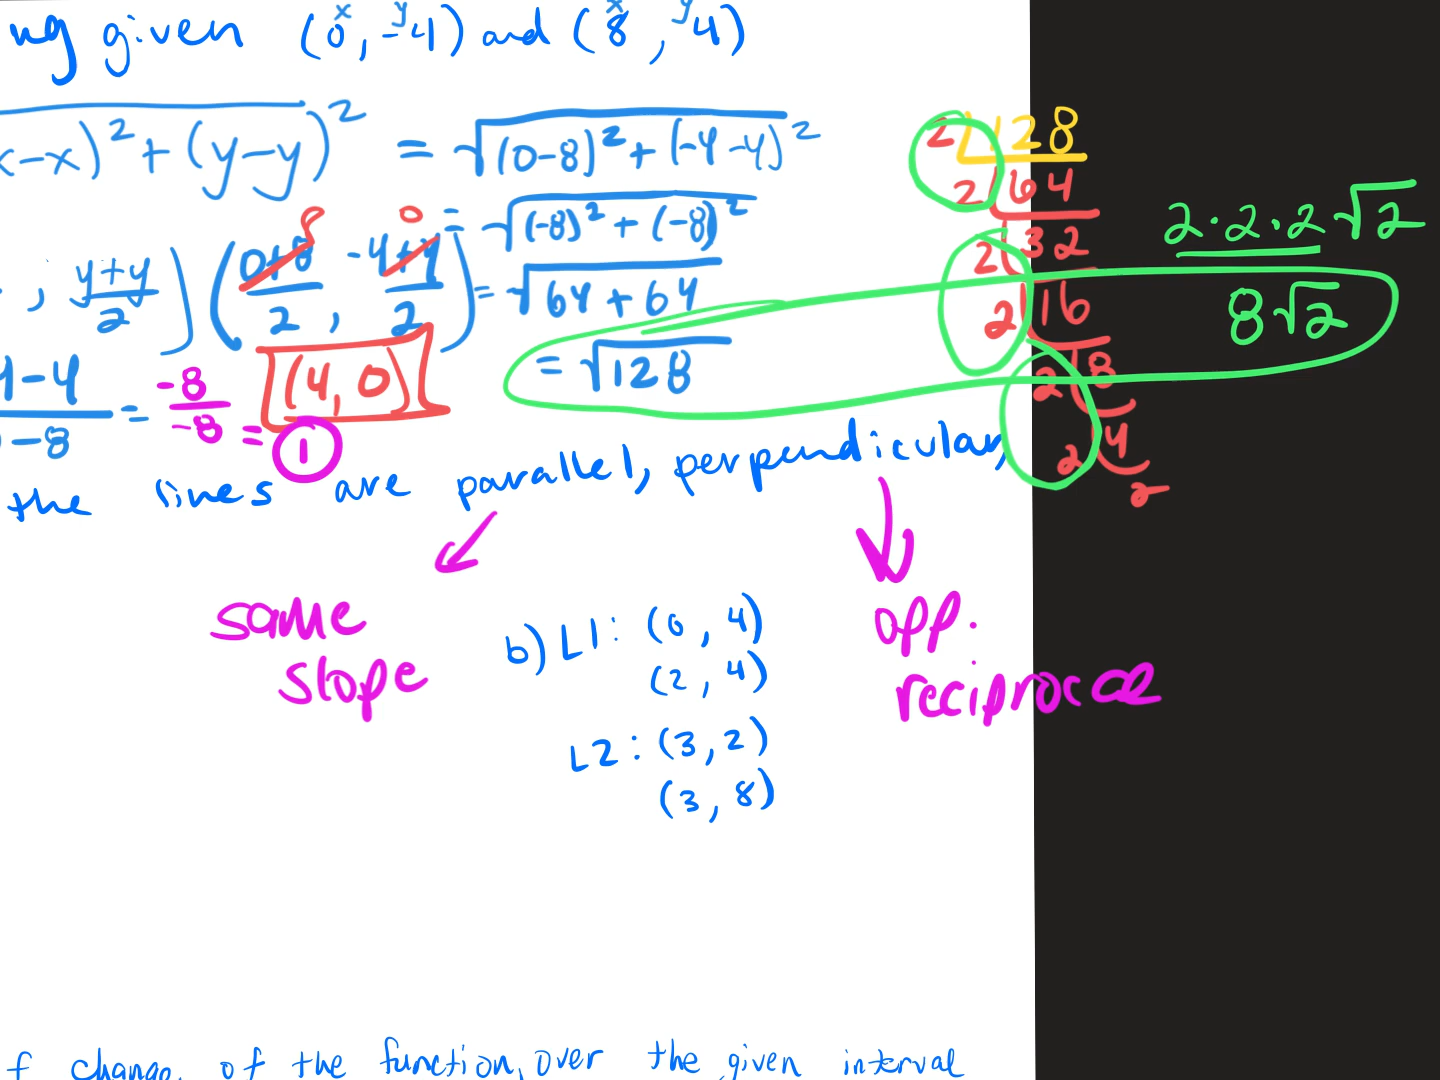 ng given (0, -4) and (8, 4)
x y x y
x-x)² + (y-y)² = √(0-8)² + (-4-4)²
= √(-8)² + (-8)²
, y+y/2) (0+8/2, -4+4/2) = √64+64
8 0
(4, 0)
= √128
4-4/-8 = -8/-8 = 1
2 128
2 64
2 32
2 16
2 8
2 4
2
2·2·2√2
8√2
the lines are parallel, perpendicular,
same slope
opp.
reciprocal
b) L1: (0, 4)
(2, 4)
L2: (3, 2)
(3, 8)
f change of the function, over the given interval